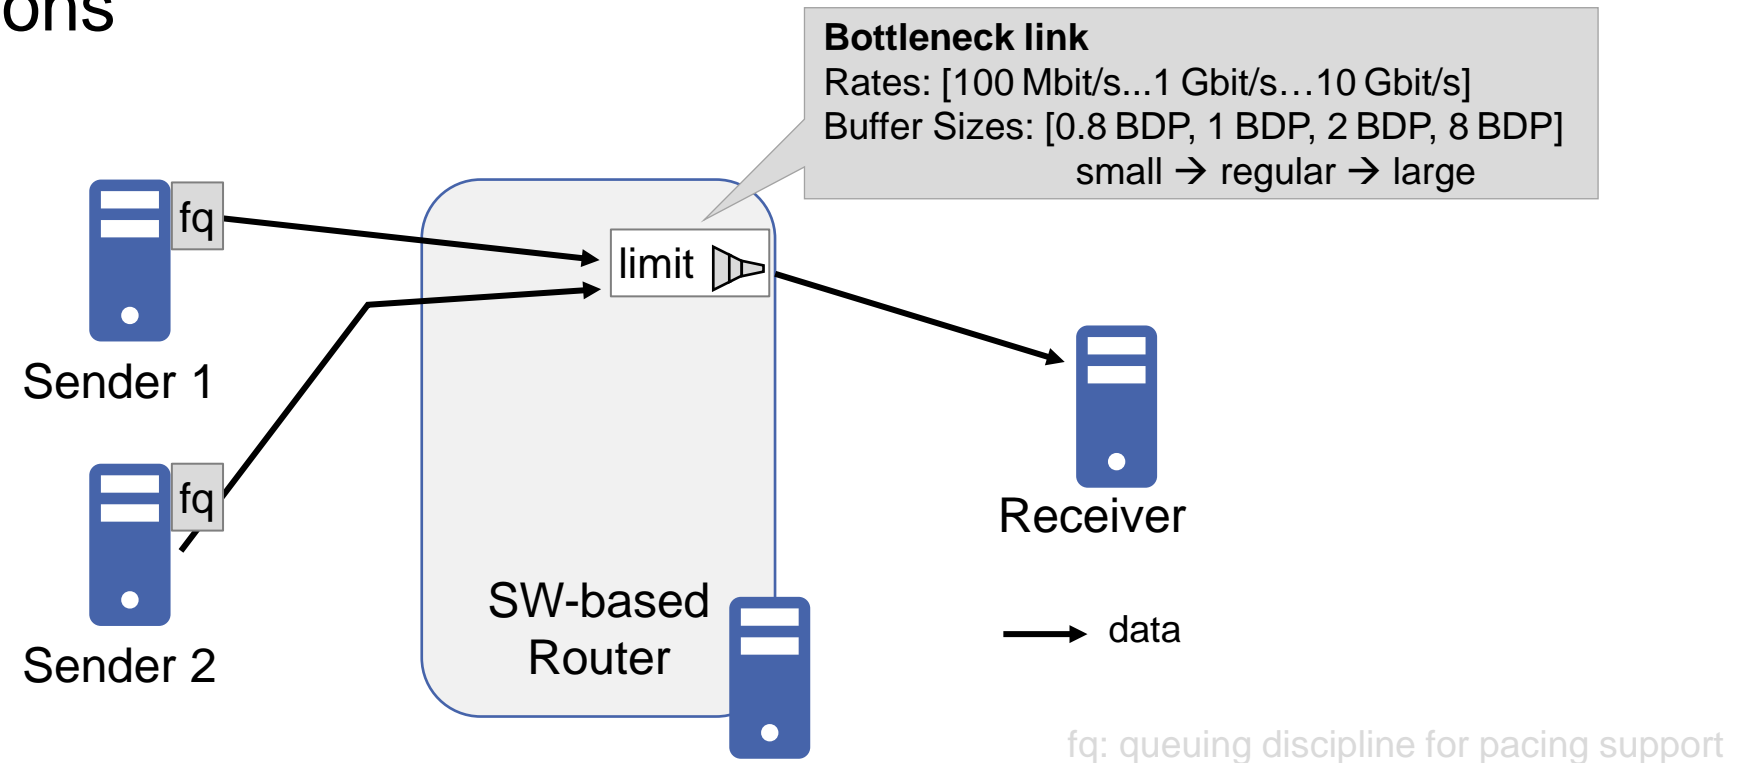 ons
Bottleneck link
Rates: [100 Mbit/s...1 Gbit/s…10 Gbit/s]
Buffer Sizes: [0.8 BDP, 1 BDP, 2 BDP, 8 BDP]
small → regular → large
fq
limit
Sender 1
fq
Receiver
SW-based
Router
data
Sender 2
fq: queuing discipline for pacing support